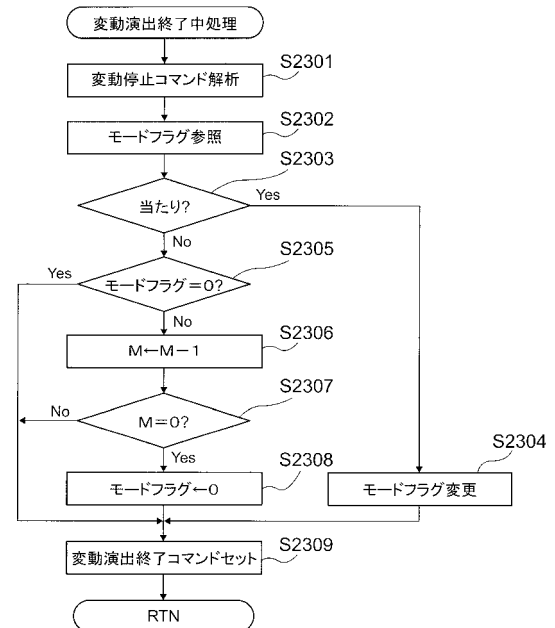 変動演出終了中処理
S2301
変動停止コマンド解析
S2302
モードフラグ参照
S2303
当たり?
Yes
No
S2305
モードフラグ=0?
Yes
No
S2306
M←M-1
S2307
M=0?
No
Yes
S2308
モードフラグ←0
S2304
モードフラグ変更
S2309
変動演出終了コマンドセット
RTN